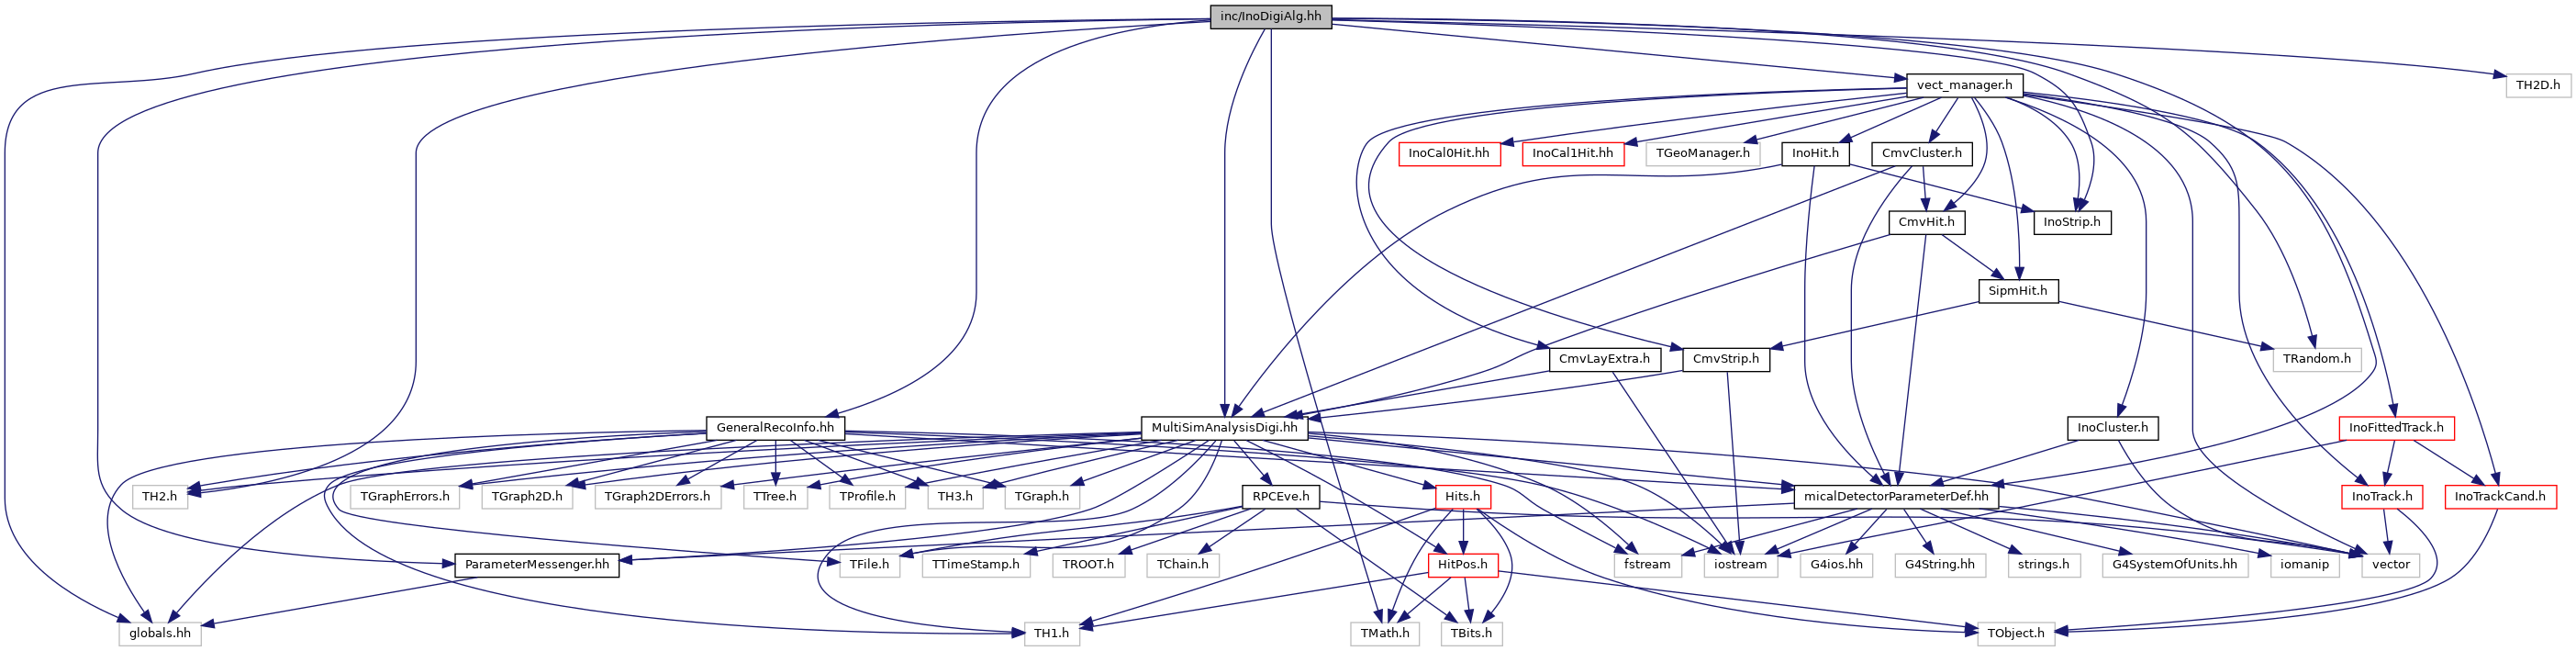 inc/InoDigiAlg.hh
vect_manager.h
TH2D.h
InoCal0Hit.hh
InoCal1Hit.hh
TGeoManager.h
InoHit.h
CmvCluster.h
CmvHit.h
InoStrip.h
SipmHit.h
CmvLayExtra.h
CmvStrip.h
TRandom.h
GeneralRecoInfo.hh
MultiSimAnalysisDigi.hh
InoCluster.h
InoFittedTrack.h
TH2.h
TGraphErrors.h
TGraph2D.h
TGraph2DErrors.h
TTree.h
TProfile.h
TH3.h
TGraph.h
RPCEve.h
Hits.h
micalDetectorParameterDef.hh
InoTrack.h
InoTrackCand.h
ParameterMessenger.hh
TFile.h
TTimeStamp.h
TROOT.h
TChain.h
HitPos.h
fstream
iostream
G4ios.hh
G4String.hh
strings.h
G4SystemOfUnits.hh
iomanip
vector
globals.hh
TH1.h
TMath.h
TBits.h
TObject.h